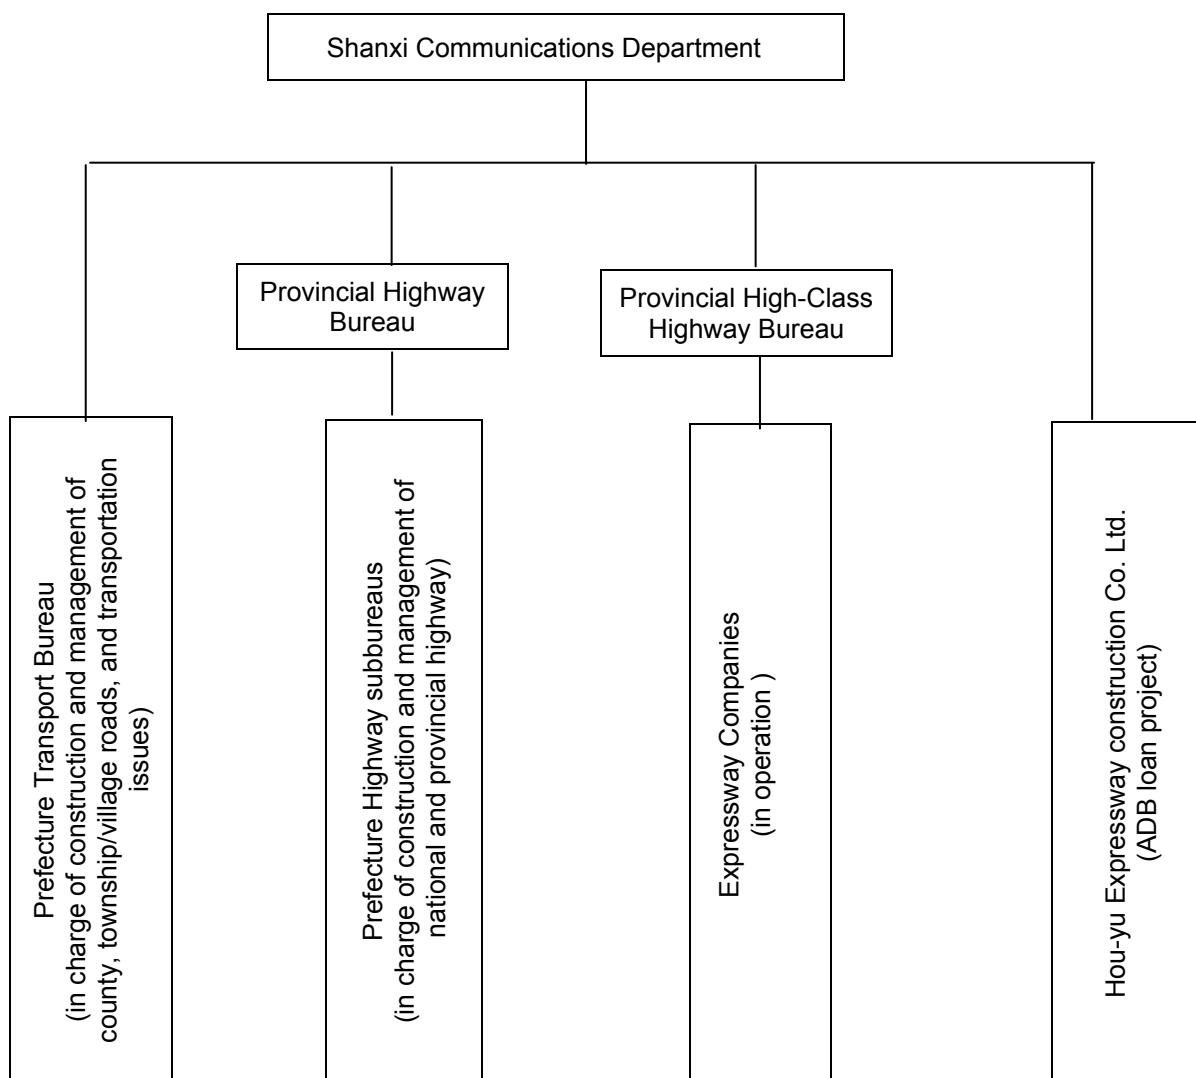 Shanxi Communications Department
Provincial Highway
Bureau
Provincial High-Class
Highway Bureau
Prefecture Transport Bureau
(in charge of construction and management of
county, township/village roads, and transportation
issues)
Prefecture Highway subbureaus
(in charge of construction and management of
national and provincial highway)
Expressway Companies
(in operation )
Hou-yu Expressway construction Co. Ltd.
(ADB loan project)